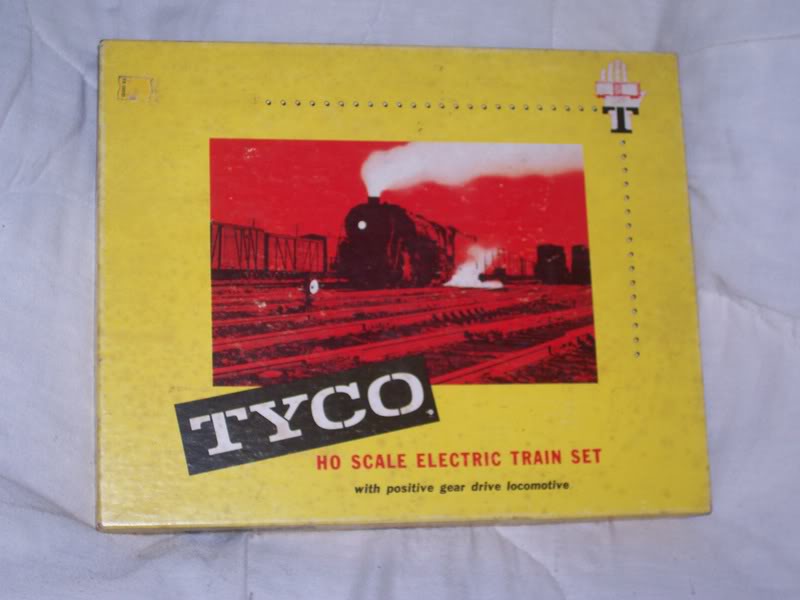 T
TYCO
HO SCALE ELECTRIC TRAIN SET
with positive gear drive locomotive